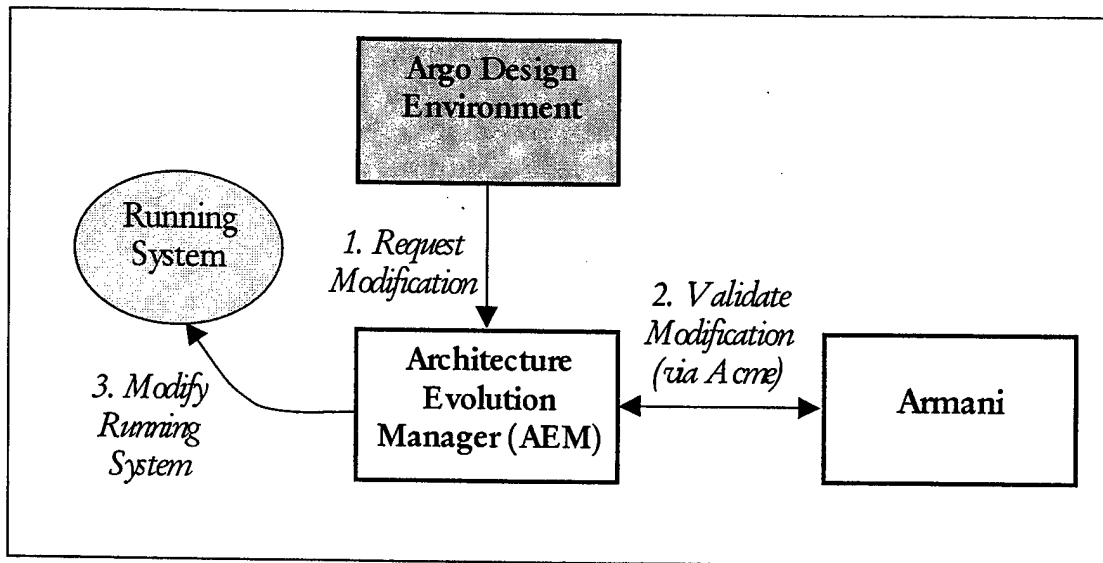 Argo Design
Environment
Running
System
1. Request
Modification
2. Validate
Modification
(via Acme)
Architecture
Evolution
Manager (AEM)
Armani
3. Modify
Running
System